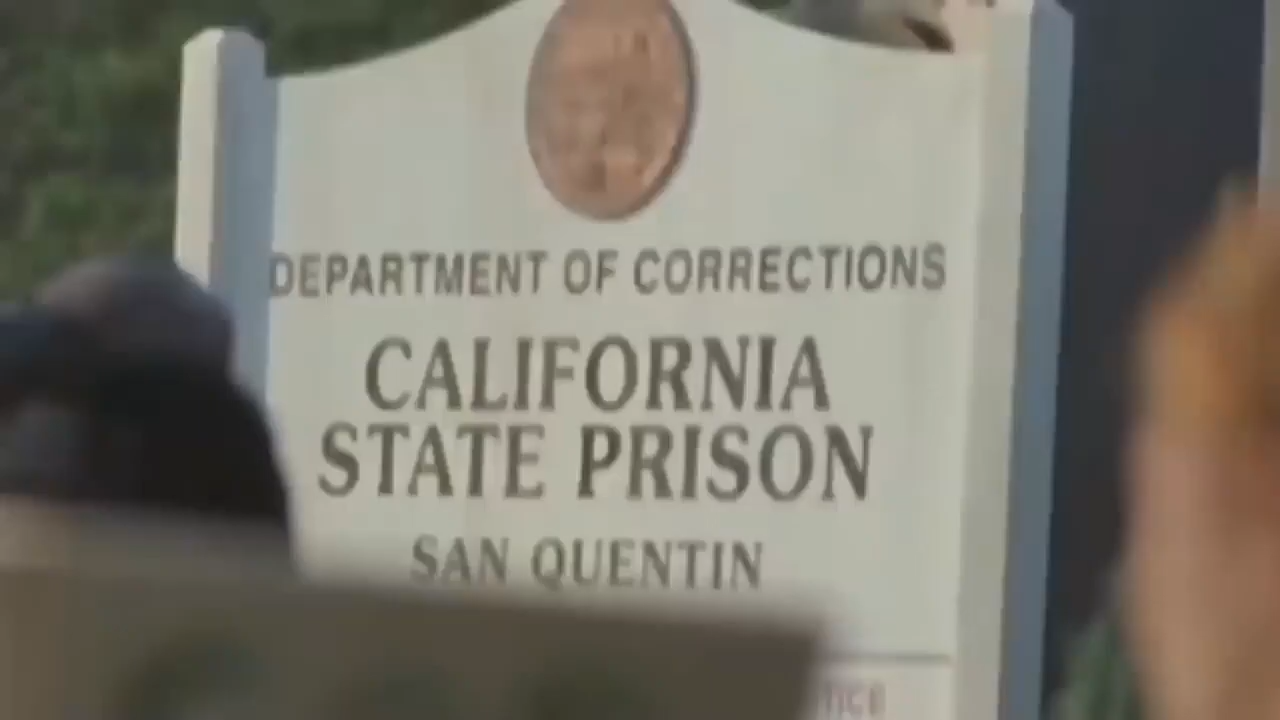 DEPARTMENT OF CORRECTIONS
CALIFORNIA
STATE PRISON
SAN QUENTIN